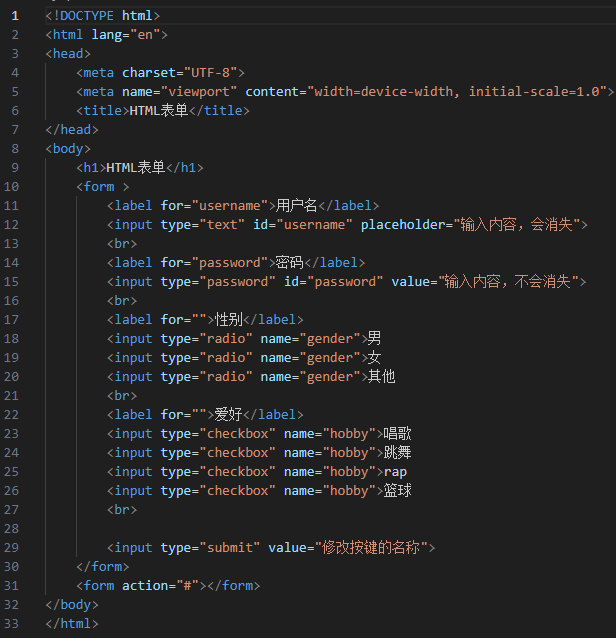 1 <!DOCTYPE html>
2 <html lang="en">
3 <head>
4     <meta charset="UTF-8">
5     <meta name="viewport" content="width=device-width, initial-scale=1.0">
6     <title>HTML表单</title>
7 </head>
8 <body>
9     <h1>HTML表单</h1>
10     <form >
11         <label for="username">用户名</label>
12         <input type="text" id="username" placeholder="输入内容，会消失">
13         <br>
14         <label for="password">密码</label>
15         <input type="password" id="password" value="输入内容，不会消失">
16         <br>
17         <label for="">性别</label>
18         <input type="radio" name="gender">男
19         <input type="radio" name="gender">女
20         <input type="radio" name="gender">其他
21         <br>
22         <label for="">爱好</label>
23         <input type="checkbox" name="hobby">唱歌
24         <input type="checkbox" name="hobby">跳舞
25         <input type="checkbox" name="hobby">rap
26         <input type="checkbox" name="hobby">篮球
27         <br>
28
29         <input type="submit" value="修改按键的名称">
30     </form>
31     <form action="#"></form>
32 </body>
33 </html>